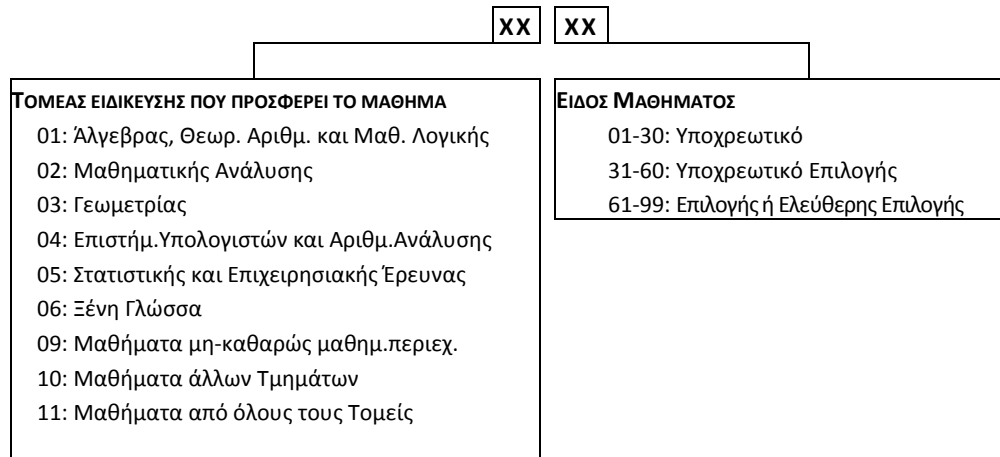 XX XX
ΤΟΜΕΑΣ ΕΙΔΙΚΕΥΣΗΣ ΠΟΥ ΠΡΟΣΦΕΡΕΙ ΤΟ ΜΑΘΗΜΑ
01: Άλγεβρας, Θεωρ. Αριθμ. και Μαθ. Λογικής
02: Μαθηματικής Ανάλυσης
03: Γεωμετρίας
04: Επιστήμ.Υπολογιστών και Αριθμ.Ανάλυσης
05: Στατιστικής και Επιχειρησιακής Έρευνας
06: Ξένη Γλώσσα
09: Μαθήματα μη-καθαρώς μαθημ.περιεχ.
10: Μαθήματα άλλων Τμημάτων
11: Μαθήματα από όλους τους Τομείς
ΕΙΔΟΣ ΜΑΘΗΜΑΤΟΣ
01-30: Υποχρεωτικό
31-60: Υποχρεωτικό Επιλογής
61-99: Επιλογής ή Ελεύθερης Επιλογής